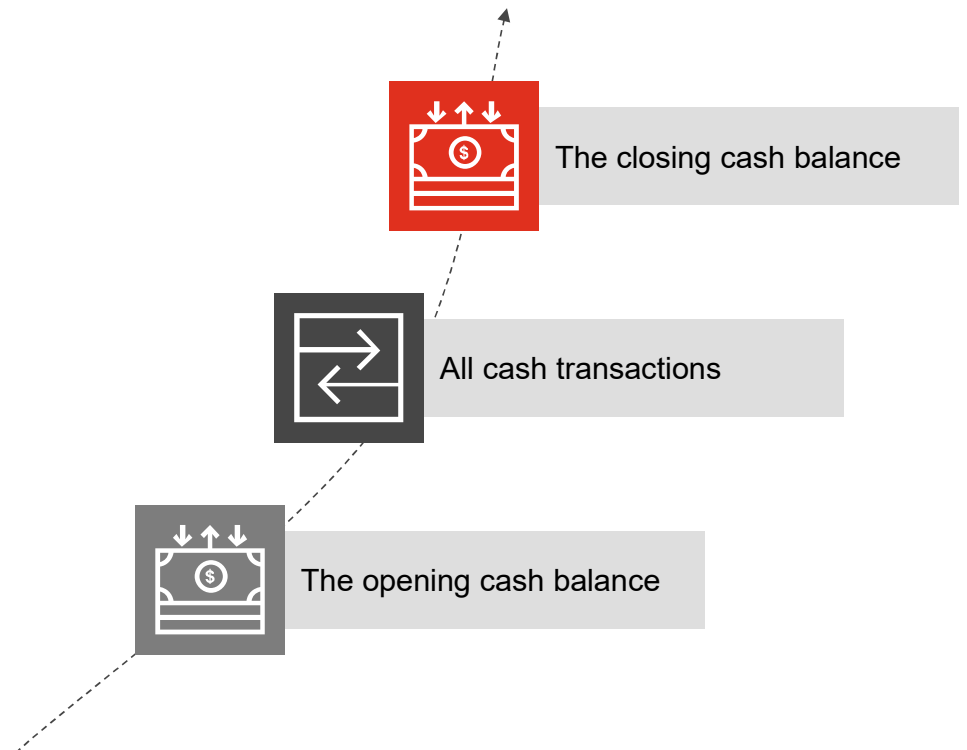 $
The closing cash balance
All cash transactions
$
The opening cash balance